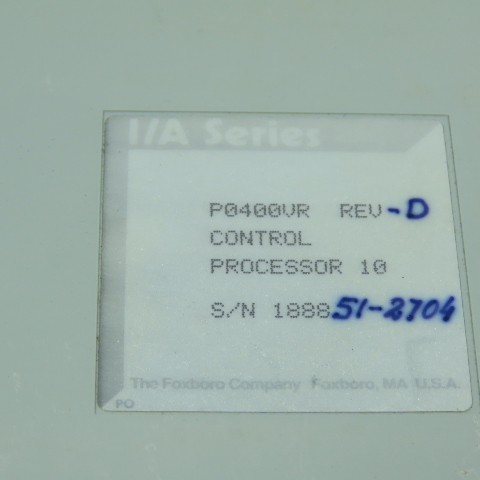 I/A Series
P0400VR REV-D
CONTROL
PROCESSOR 10
S/N 188851-2704
The Foxboro Company Foxboro, MA U.S.A.
PO